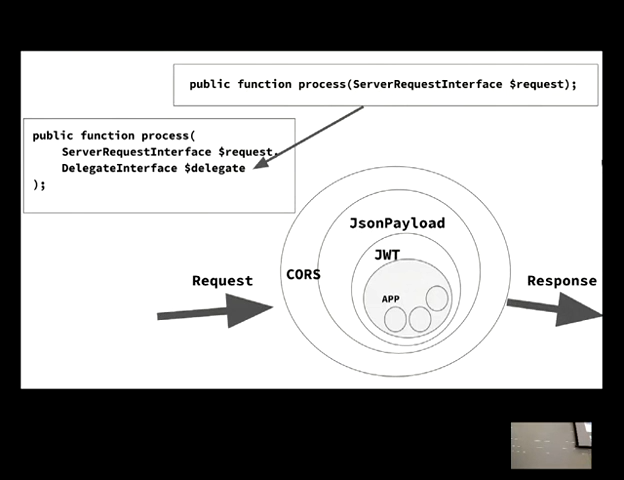 public function process(ServerRequestInterface $request);
public function process(
ServerRequestInterface $request,
DelegateInterface $delegate
);
JsonPayload
JWT
CORS
APP
Request
Response